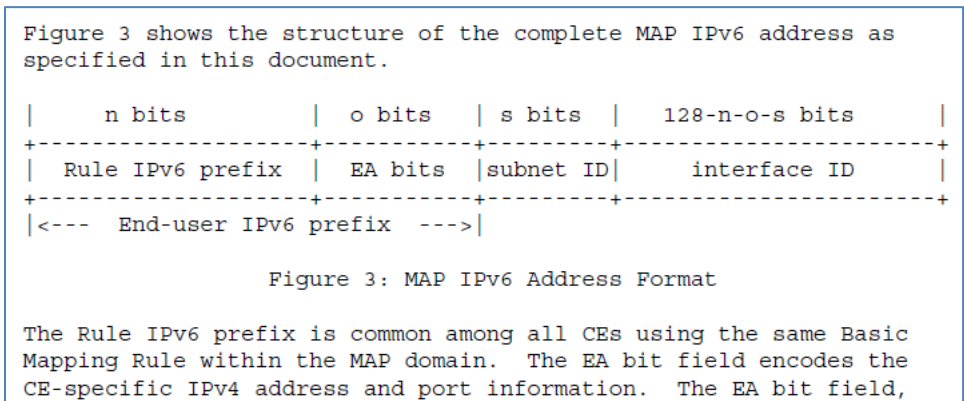 Figure 3 shows the structure of the complete MAP IPv6 address as
specified in this document.
|      n bits         |  o bits   | s bits  |   128-n-o-s bits      |
+---------------------+-----------+---------+-----------------------+
|  Rule IPv6 prefix   |  EA bits  |subnet ID|     interface ID      |
+---------------------+-----------+---------+-----------------------+
|<---  End-user IPv6 prefix  --->|
Figure 3: MAP IPv6 Address Format
The Rule IPv6 prefix is common among all CEs using the same Basic
Mapping Rule within the MAP domain.  The EA bit field encodes the
CE-specific IPv4 address and port information.  The EA bit field,